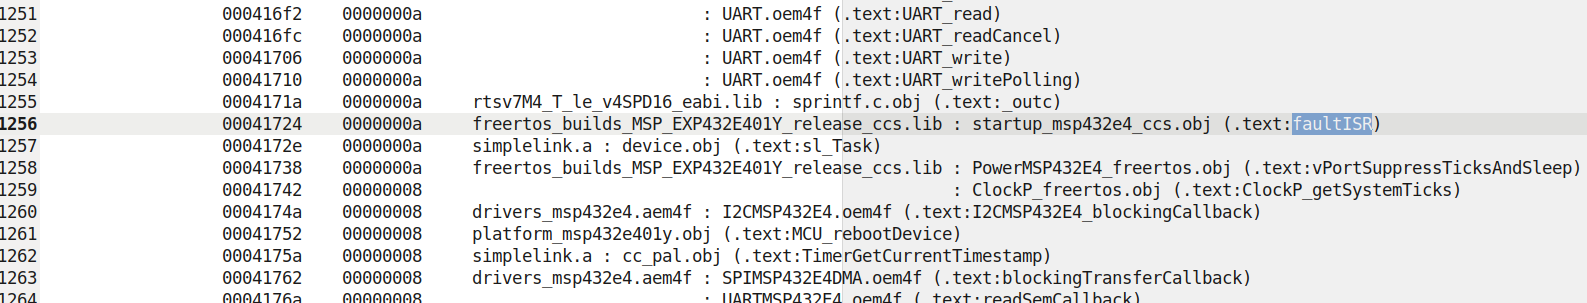 1251 000416f2 0000000a : UART.oem4f (.text:UART_read)
1252 000416fc 0000000a : UART.oem4f (.text:UART_readCancel)
1253 00041706 0000000a : UART.oem4f (.text:UART_write)
1254 00041710 0000000a : UART.oem4f (.text:UART_writePolling)
1255 0004171a 0000000a rtsv7M4_T_le_v4SPD16_eabi.lib : sprintf.c.obj (.text:_outc)
1256 00041724 0000000a freertos_builds_MSP_EXP432E401Y_release_ccs.lib : startup_msp432e4_ccs.obj (.text:faultISR)
1257 0004172e 0000000a simplelink.a : device.obj (.text:sl_Task)
1258 00041738 0000000a freertos_builds_MSP_EXP432E401Y_release_ccs.lib : PowerMSP432E4_freertos.obj (.text:vPortSuppressTicksAndSleep)
1259 00041742 00000008 : ClockP_freertos.obj (.text:ClockP_getSystemTicks)
1260 0004174a 00000008 drivers_msp432e4.aem4f : I2CMSP432E4.oem4f (.text:I2CMSP432E4_blockingCallback)
1261 00041752 00000008 platform_msp432e401y.obj (.text:MCU_rebootDevice)
1262 0004175a 00000008 simplelink.a : cc_pal.obj (.text:TimerGetCurrentTimestamp)
1263 00041762 00000008 drivers_msp432e4.aem4f : SPIMSP432E4DMA.oem4f (.text:blockingTransferCallback)
1264 0004176a 00000008 : UARTMSP432E4.oem4f (.text:readSemCallback)